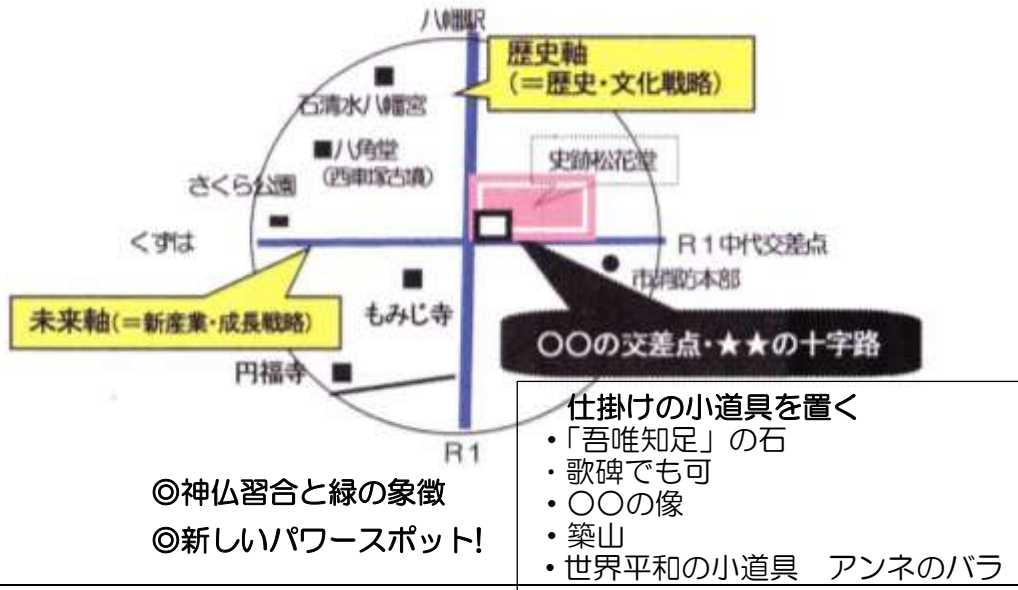 八幡駅
歴史軸
(=歴史・文化戦略)
石清水八幡宮
■八角堂
(西車塚古墳)
史跡松花堂
さくら公園
くずは
R1中代交差点
市消防本部
もみじ寺
未来軸(=新産業・成長戦略)
〇〇の交差点・★★の十字路
円福寺
R1
仕掛けの小道具を置く
・「吾唯知足」の石
・歌碑でも可
・〇〇の像
・築山
・世界平和の小道具　アンネのバラ
◎神仏習合と緑の象徴
◎新しいパワースポット!